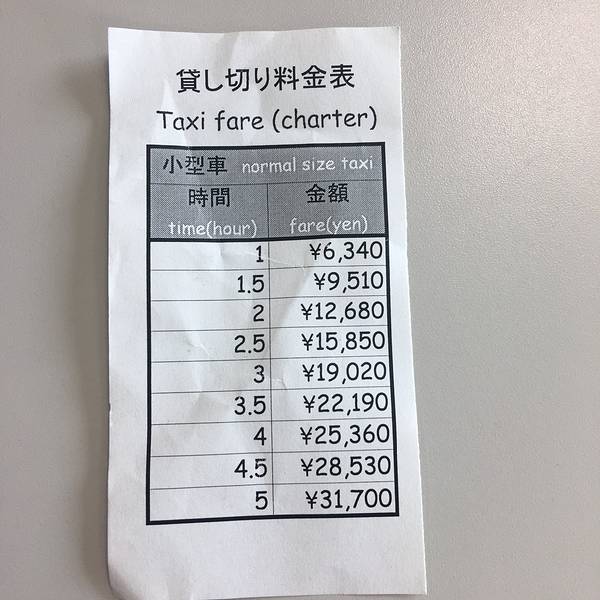 貸し切り料金表
Taxi fare (charter)
小型車 normal size taxi
時間 金額
time(hour) fare(yen)
1 ¥6,340
1.5 ¥9,510
2 ¥12,680
2.5 ¥15,850
3 ¥19,020
3.5 ¥22,190
4 ¥25,360
4.5 ¥28,530
5 ¥31,700